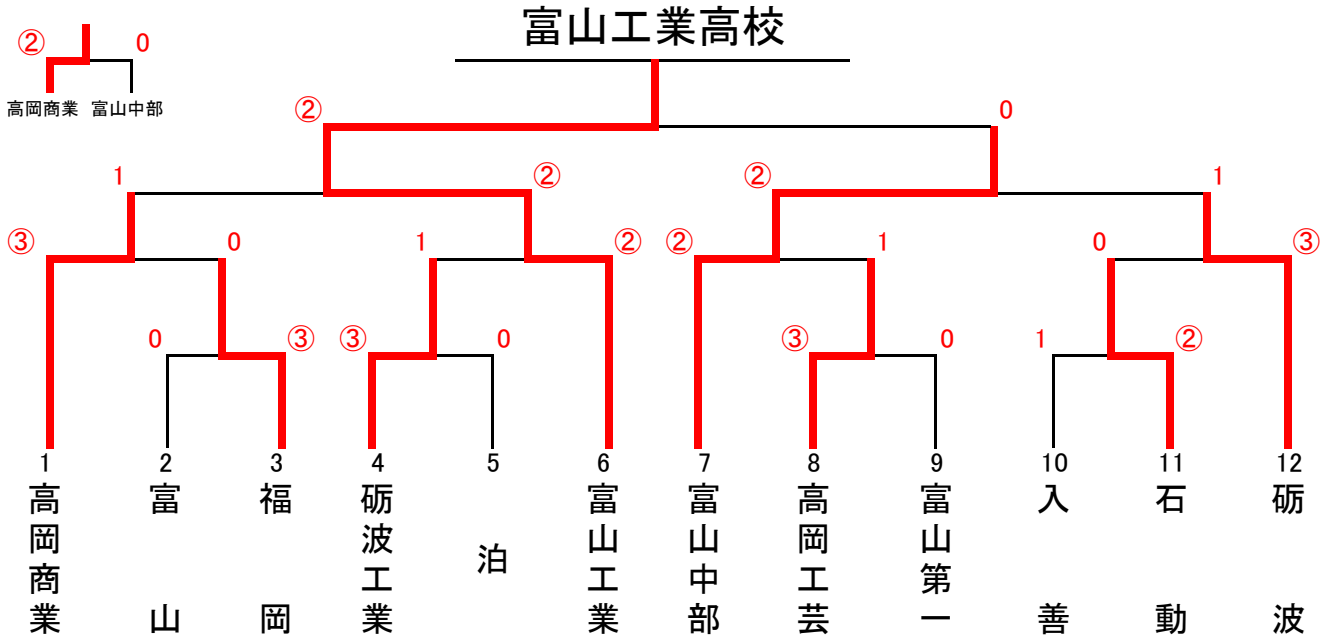 富山工業高校
② 0
高岡商業 富山中部
② 0
1 ② ② 1
③ 0 1 ② ② 1 0 ③
0 ③ ③ 0 ③ 0 1 ②
1 2 3 4 5 6 7 8 9 10 11 12
高岡商業
富山
福岡
砺波工業
泊
富山工業
富山中部
高岡工芸
富山第一
入善
石動
砺波